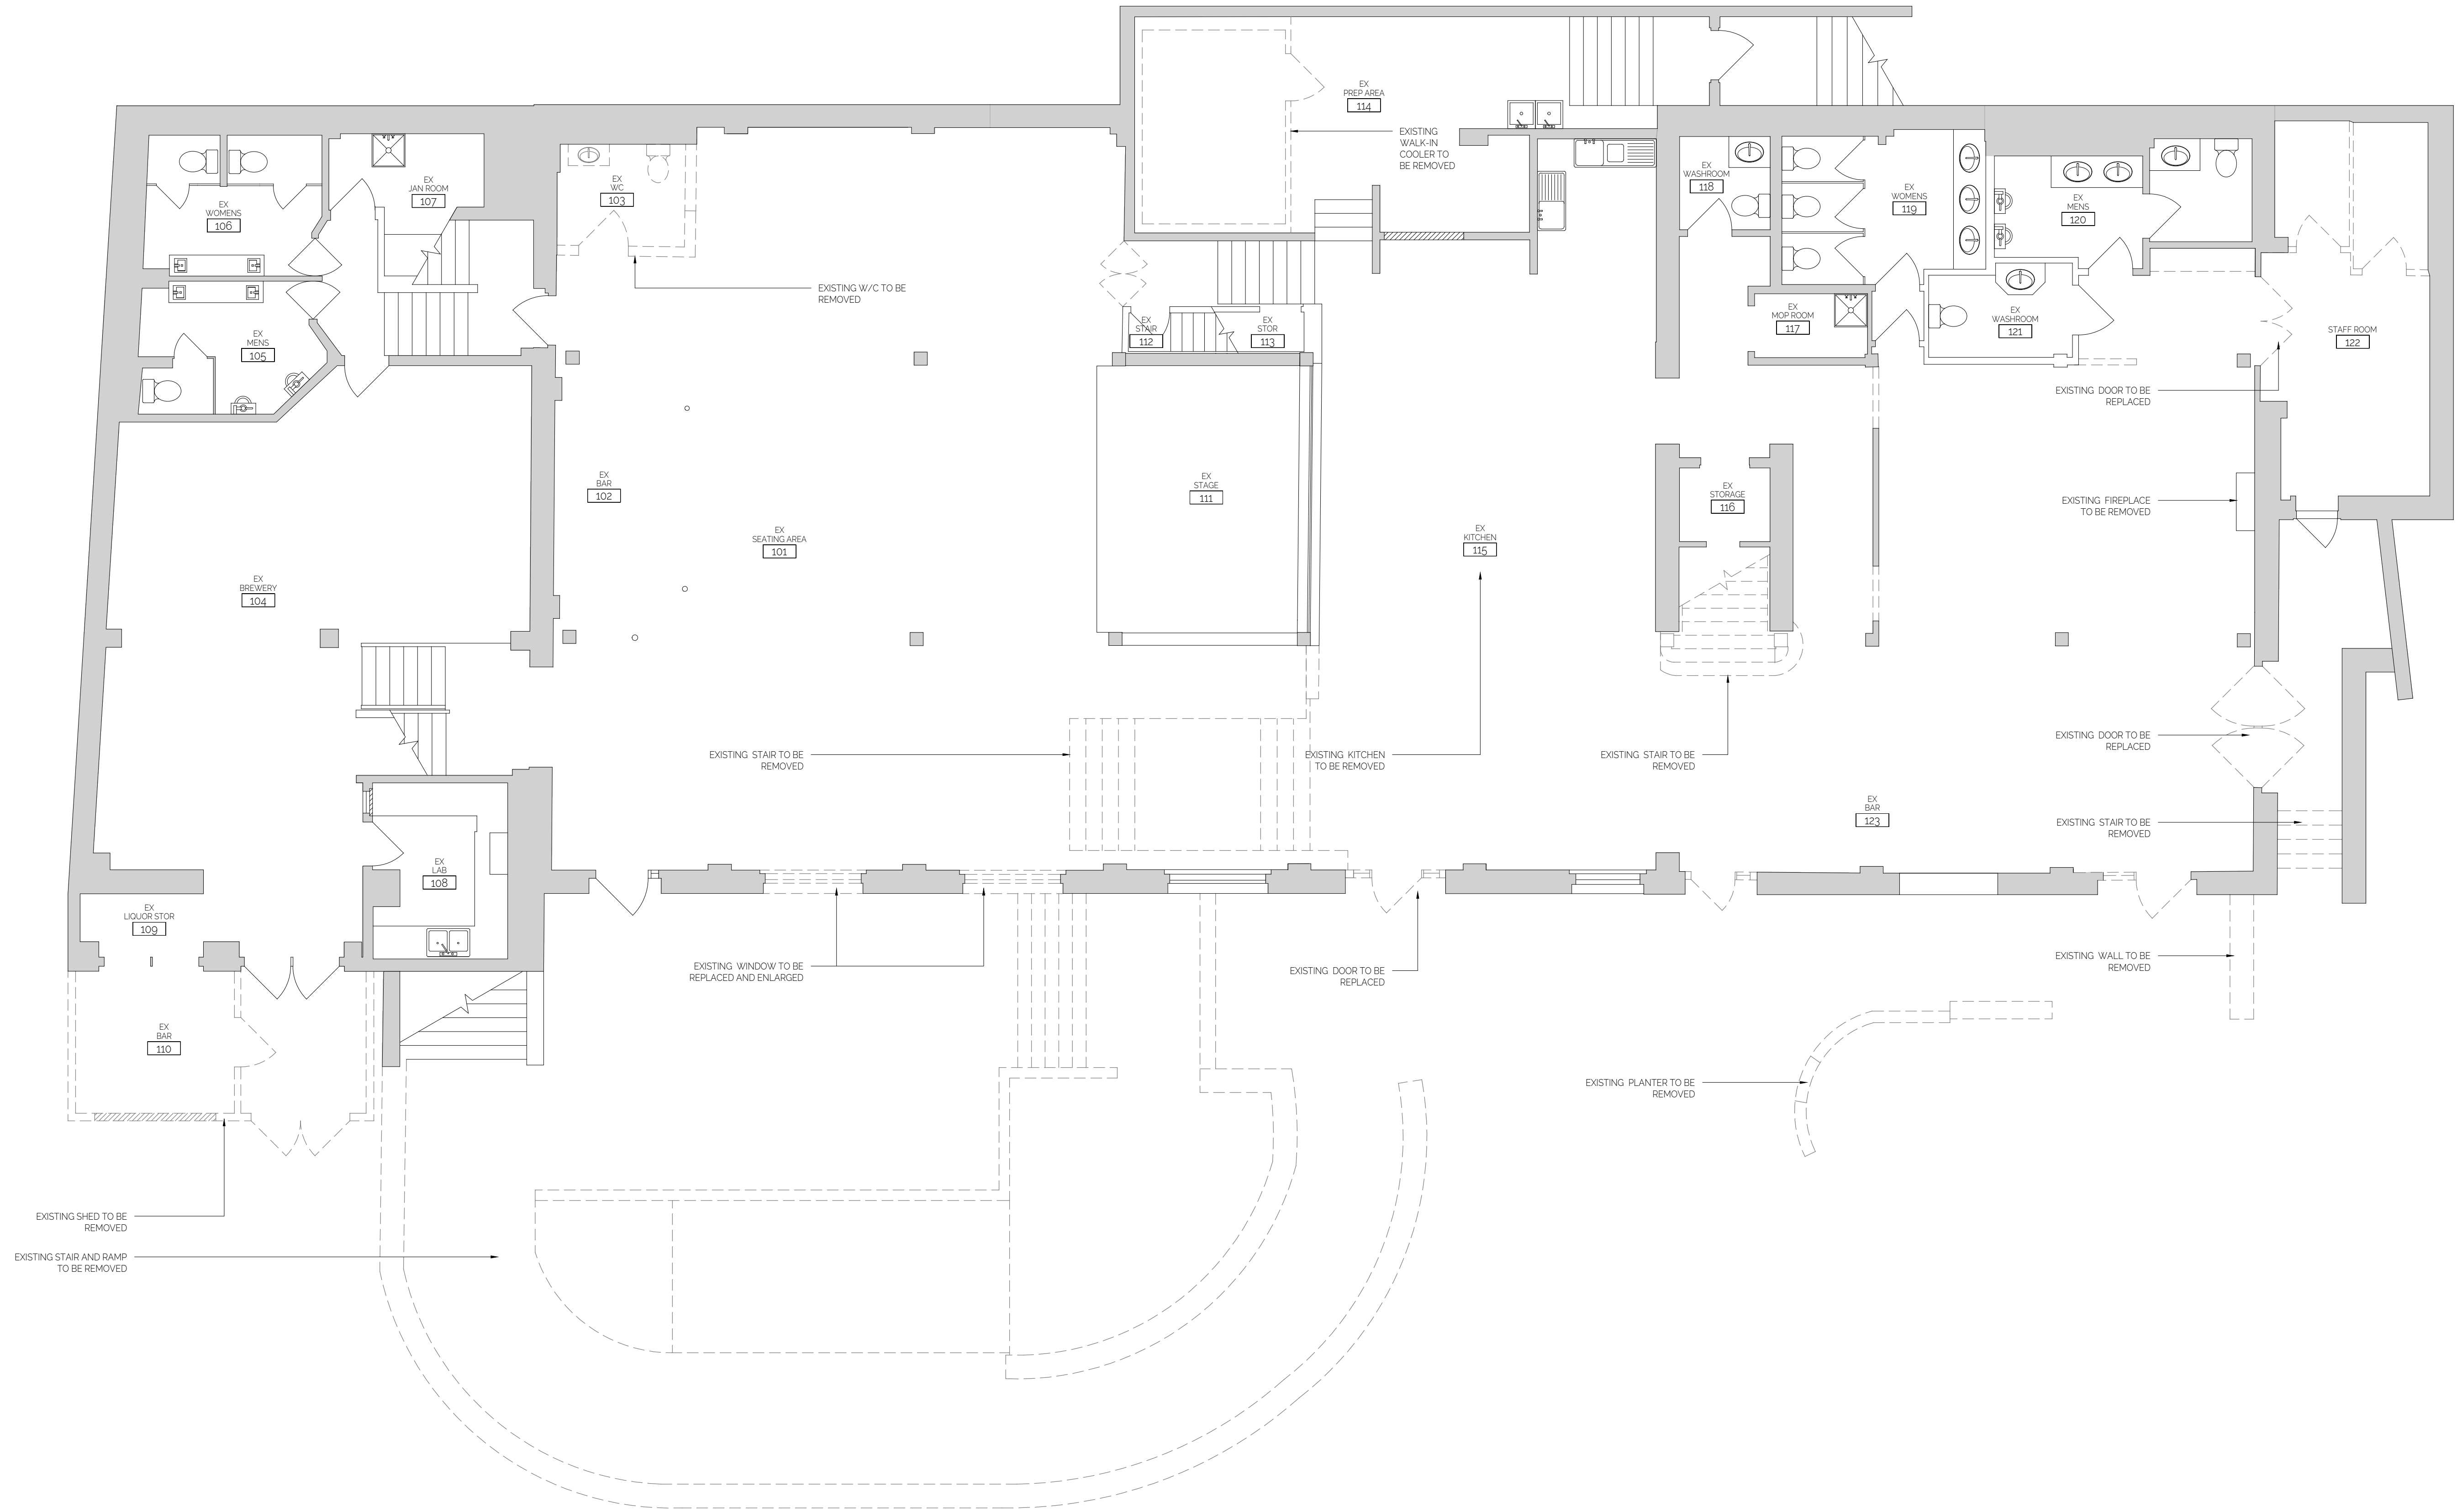 EX
PREP AREA
114
EXISTING
WALK-IN
COOLER TO
BE REMOVED
EX
JAN ROOM
107
EX
WC
103
EX
WOMENS
106
EX
WASHROOM
118
EX
WOMENS
119
EX
MENS
120
EXISTING W/C TO BE
REMOVED
EX
MENS
105
EX
STAIR
112
EX
STOR
113
EX
MOP ROOM
117
EX
WASHROOM
121
STAFF ROOM
122
EXISTING DOOR TO BE
REPLACED
EX
BAR
102
EX
STAGE
111
EX
STORAGE
116
EXISTING FIREPLACE
TO BE REMOVED
EX
SEATING AREA
101
EX
KITCHEN
115
EX
BREWERY
104
EXISTING STAIR TO BE
REMOVED
EXISTING KITCHEN
TO BE REMOVED
EXISTING STAIR TO BE
REMOVED
EXISTING DOOR TO BE
REPLACED
EX
BAR
123
EXISTING STAIR TO BE
REMOVED
EX
LAB
108
EX
LIQUOR STOR
109
EXISTING WINDOW TO BE
REPLACED AND ENLARGED
EXISTING DOOR TO BE
REPLACED
EXISTING WALL TO BE
REMOVED
EX
BAR
110
EXISTING PLANTER TO BE
REMOVED
EXISTING SHED TO BE
REMOVED
EXISTING STAIR AND RAMP
TO BE REMOVED